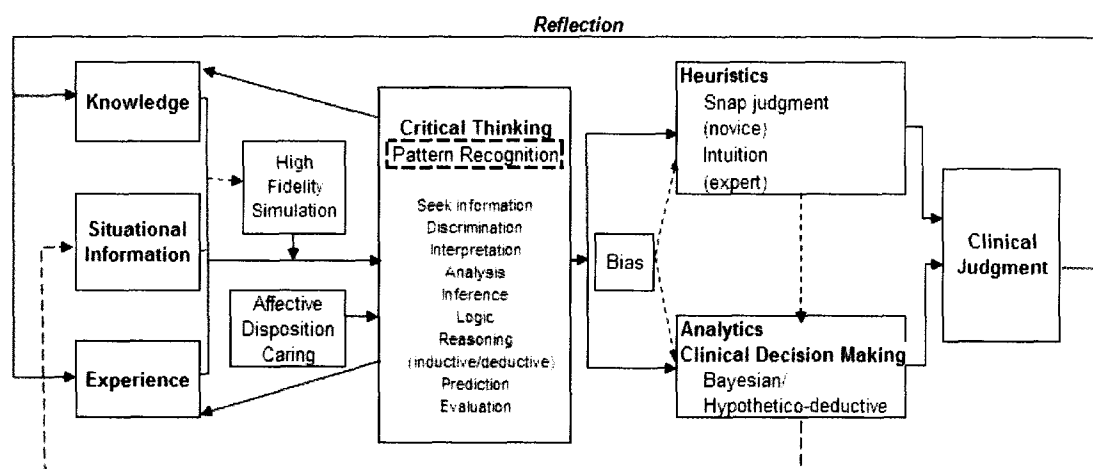 Reflection
Knowledge
Situational
Information
Experience
High
Fidelity
Simulation
Affective
Disposition
Caring
Critical Thinking
Pattern Recognition
Seek information
Discrimination
Interpretation
Analysis
Inference
Logic
Reasoning
(inductive/deductive)
Prediction
Evaluation
Bias
Heuristics
Snap judgment
(novice)
Intuition
(expert)
Analytics
Clinical Decision Making
Bayesian/
Hypothetico-deductive
Clinical
Judgment